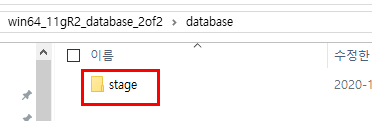 win64_11gR2_database_2of2 > database
이름 수정한
stage 2020-1